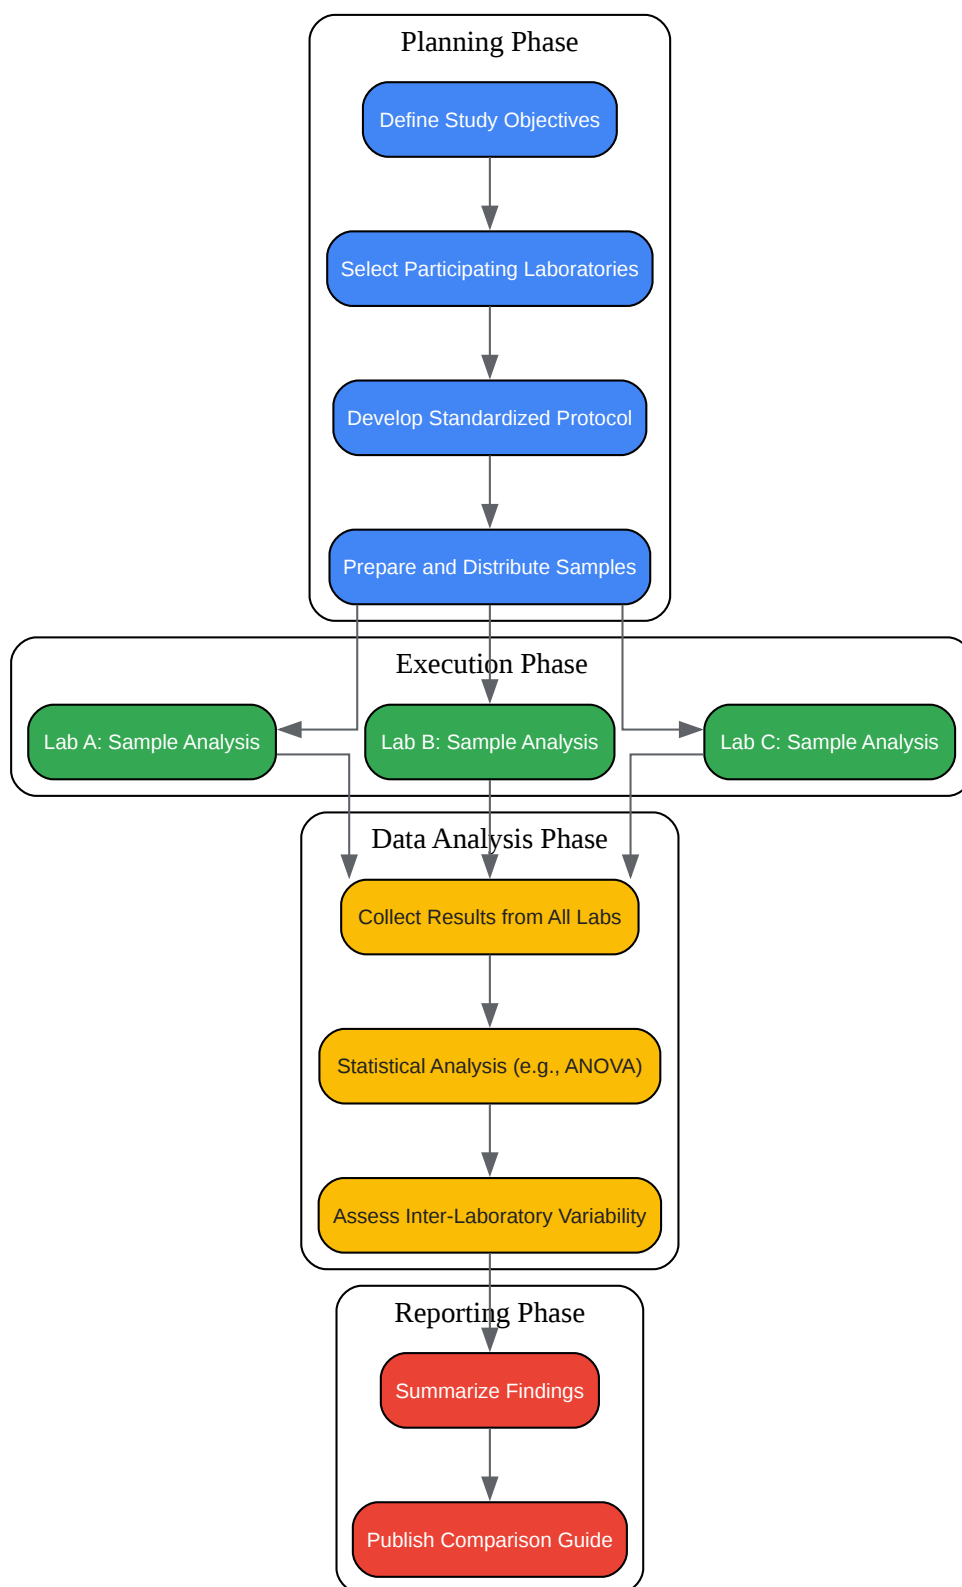 Planning Phase
Define Study Objectives
Select Participating Laboratories
Develop Standardized Protocol
Prepare and Distribute Samples
Execution Phase
Lab A: Sample Analysis
Lab B: Sample Analysis
Lab C: Sample Analysis
Data Analysis Phase
Collect Results from All Labs
Statistical Analysis (e.g., ANOVA)
Assess Inter-Laboratory Variability
Reporting Phase
Summarize Findings
Publish Comparison Guide